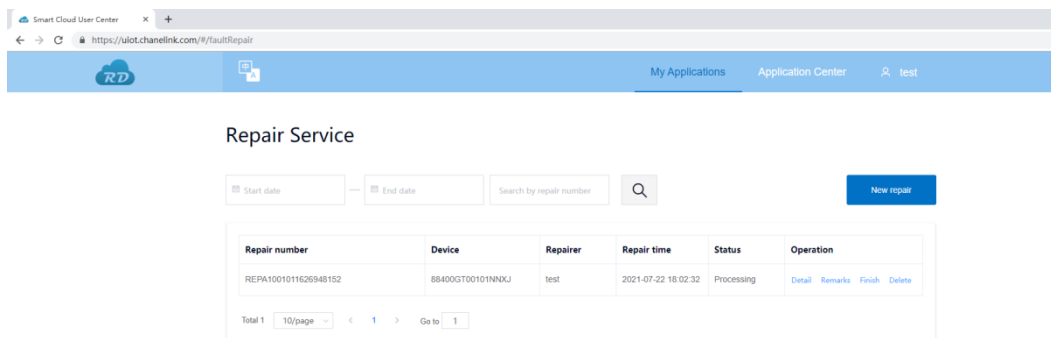 Smart Cloud User Center
https://uiot.chanelink.com/#/faultRepair
RD
中 A
My Applications Application Center test
Repair Service
Start date — End date Search by repair number New repair
Repair number Device Repairer Repair time Status Operation
REPA1001011626948152 88400GT00101NNXJ test 2021-07-22 18:02:32 Processing Detail Remarks Finish Delete
Total 1 10/page < 1 > Go to 1